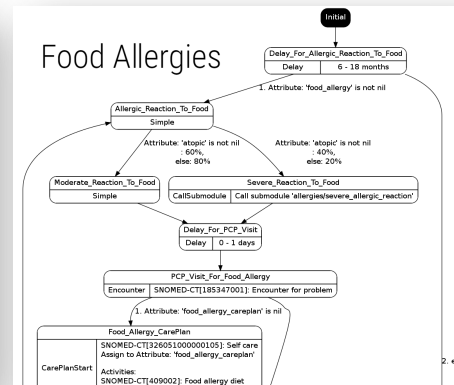 Initial
Food Allergies
Delay_For_Allergic_Reaction_To_Food
Delay 6 - 18 months
1. Attribute: 'food_allergy' is not nil
Allergic_Reaction_To_Food
Simple
Attribute: 'atopic' is not nil
: 60%,
else: 80%
Attribute: 'atopic' is not nil
: 40%,
else: 20%
Moderate_Reaction_To_Food
Simple
Severe_Reaction_To_Food
CallSubmodule Call submodule 'allergies/severe_allergic_reaction'
Delay_For_PCP_Visit
Delay 0 - 1 days
PCP_Visit_For_Food_Allergy
Encounter SNOMED-CT[185347001]: Encounter for problem
1. Attribute: 'food_allergy_careplan' is nil
Food_Allergy_CarePlan
SNOMED-CT[326051000000105]: Self care
Assign to Attribute: 'food_allergy_careplan'
CarePlanStart
Activities:
SNOMED-CT[409002]: Food allergy diet
2. e